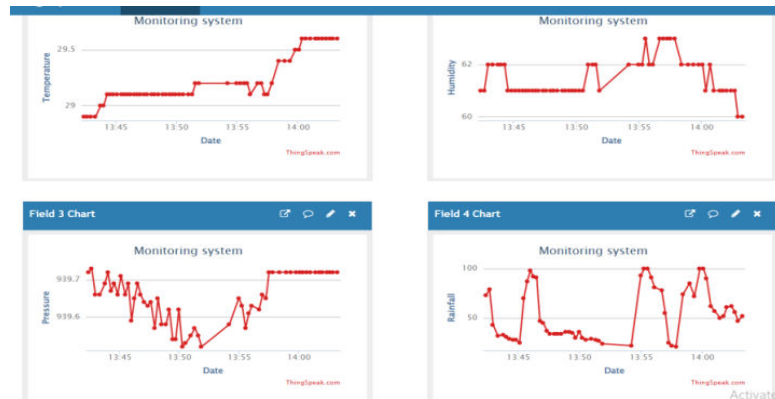 Monitoring system
29.5
29
Temperature
13:45 13:50 13:55 14:00
Date
ThingSpeak.com
Monitoring system
62
60
Humidity
13:45 13:50 13:55 14:00
Date
ThingSpeak.com
Field 3 Chart
Monitoring system
939.7
939.6
Pressure
13:45 13:50 13:55 14:00
Date
ThingSpeak.com
Field 4 Chart
Monitoring system
100
50
Rainfall
13:45 13:50 13:55 14:00
Date
ThingSpeak.com
Activate